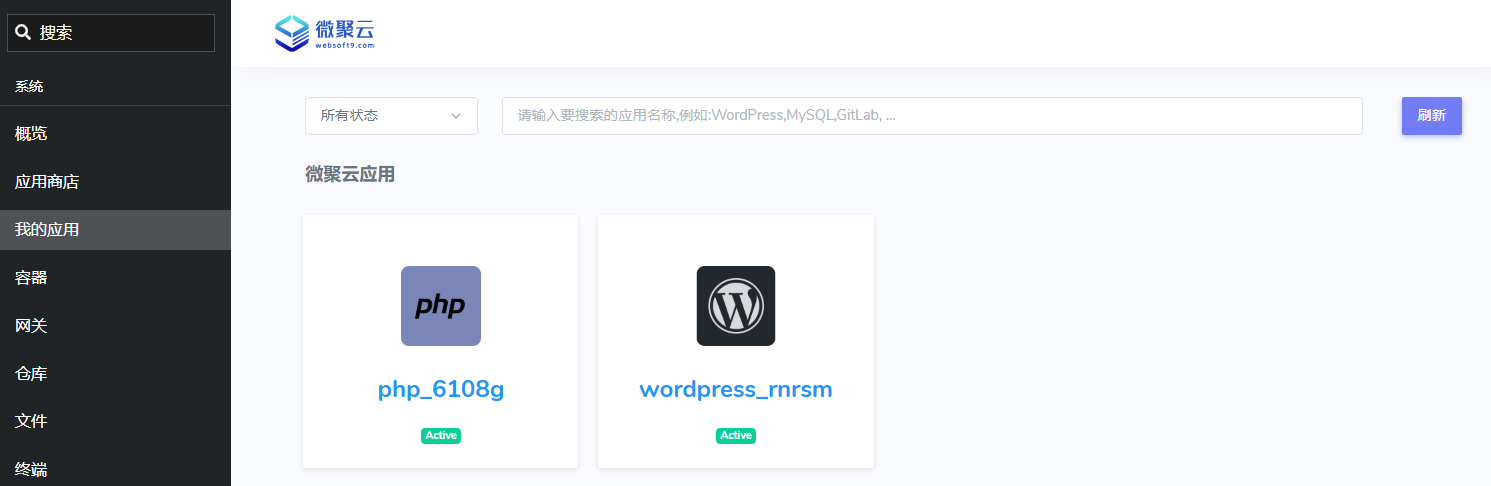 搜索
系统
概览
应用商店
我的应用
容器
网关
仓库
文件
终端
微聚云
websoft9.com
所有状态
请输入要搜索的应用名称,例如:WordPress,MySQL,GitLab, ...
刷新
微聚云应用
php
php_6108g
Active
W
wordpress_rnrsm
Active